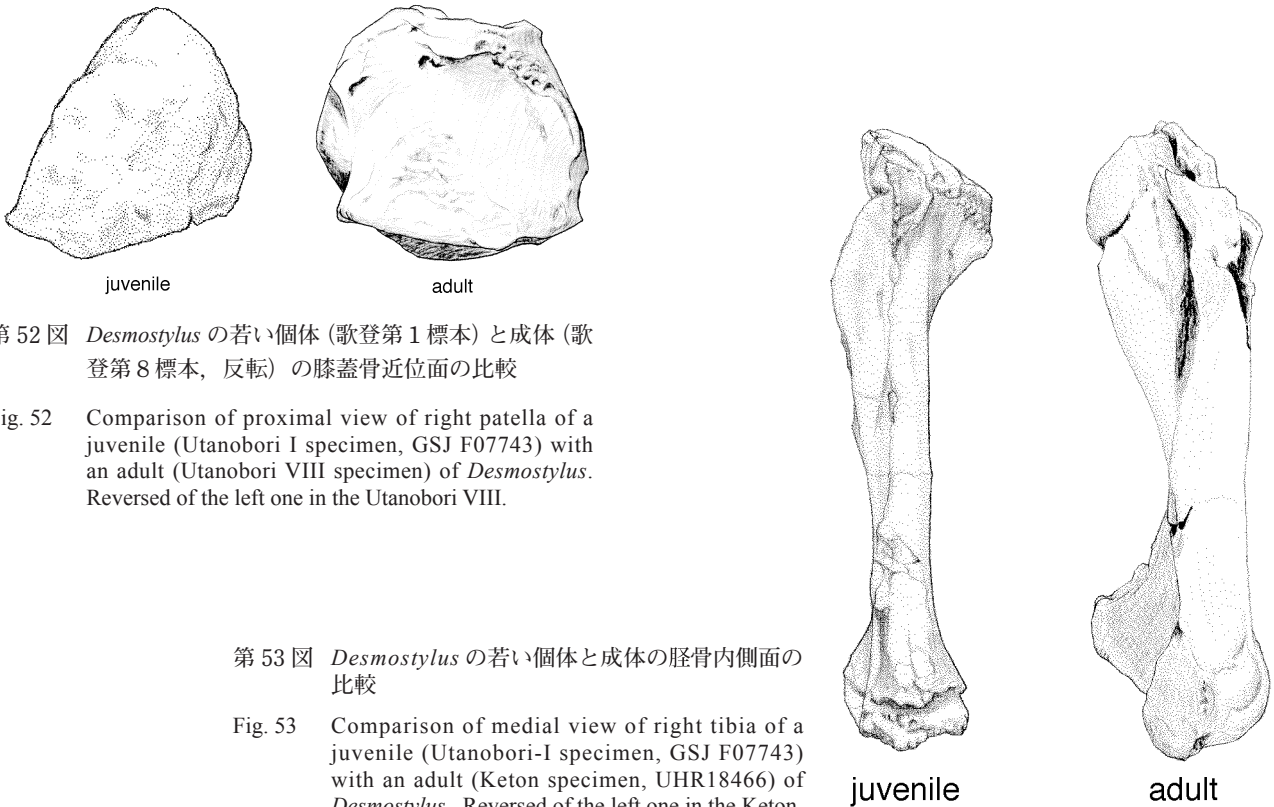 juvenile
adult
第 52 図 Desmostylus の若い個体 (歌登第 1 標本) と成体 (歌
登第 8 標本，反転) の膝蓋骨近位面の比較
ig. 52 Comparison of proximal view of right patella of a
juvenile (Utanobori I specimen, GSJ F07743) with
an adult (Utanobori VIII specimen) of Desmostylus.
Reversed of the left one in the Utanobori VIII.
第 53 図 Desmostylus の若い個体と成体の脛骨内側面の
比較
Fig. 53 Comparison of medial view of right tibia of a
juvenile (Utanobori-I specimen, GSJ F07743)
with an adult (Keton specimen, UHR18466) of
Desmostylus. Reversed of the left one in the Keton
juvenile
adult